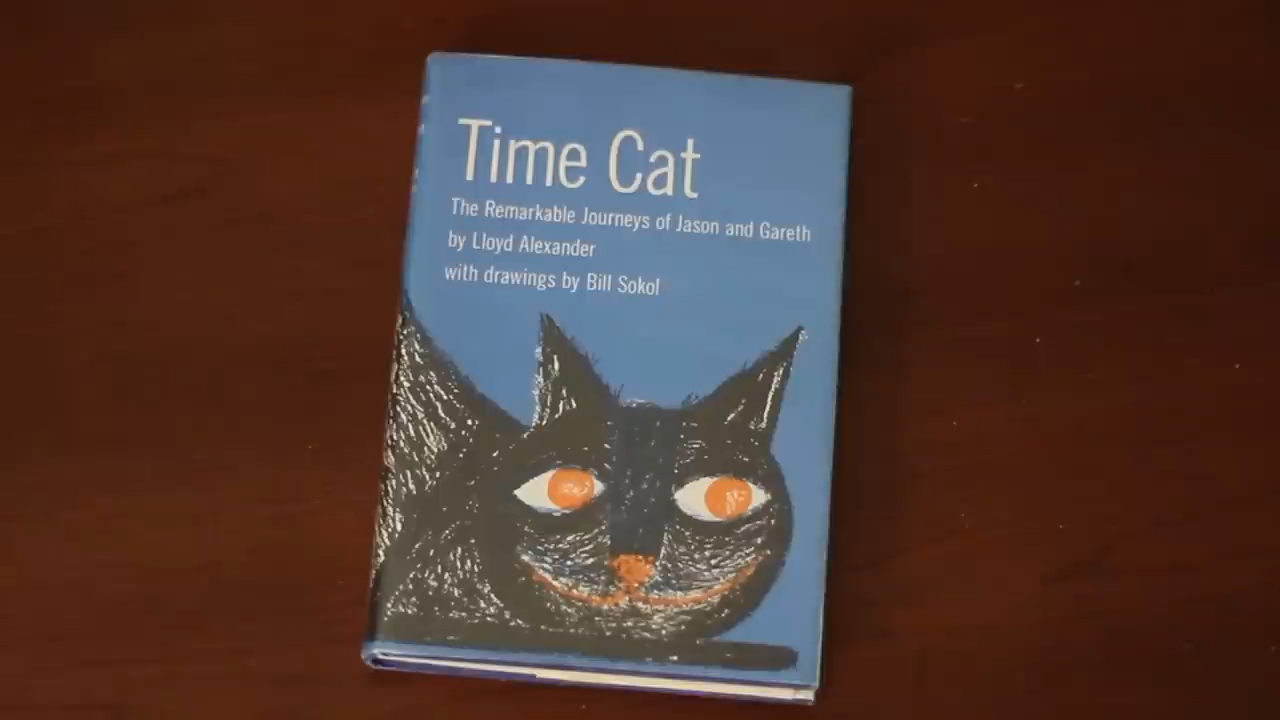 Time Cat
The Remarkable Journeys of Jason and Gareth
by Lloyd Alexander
with drawings by Bill Sokol